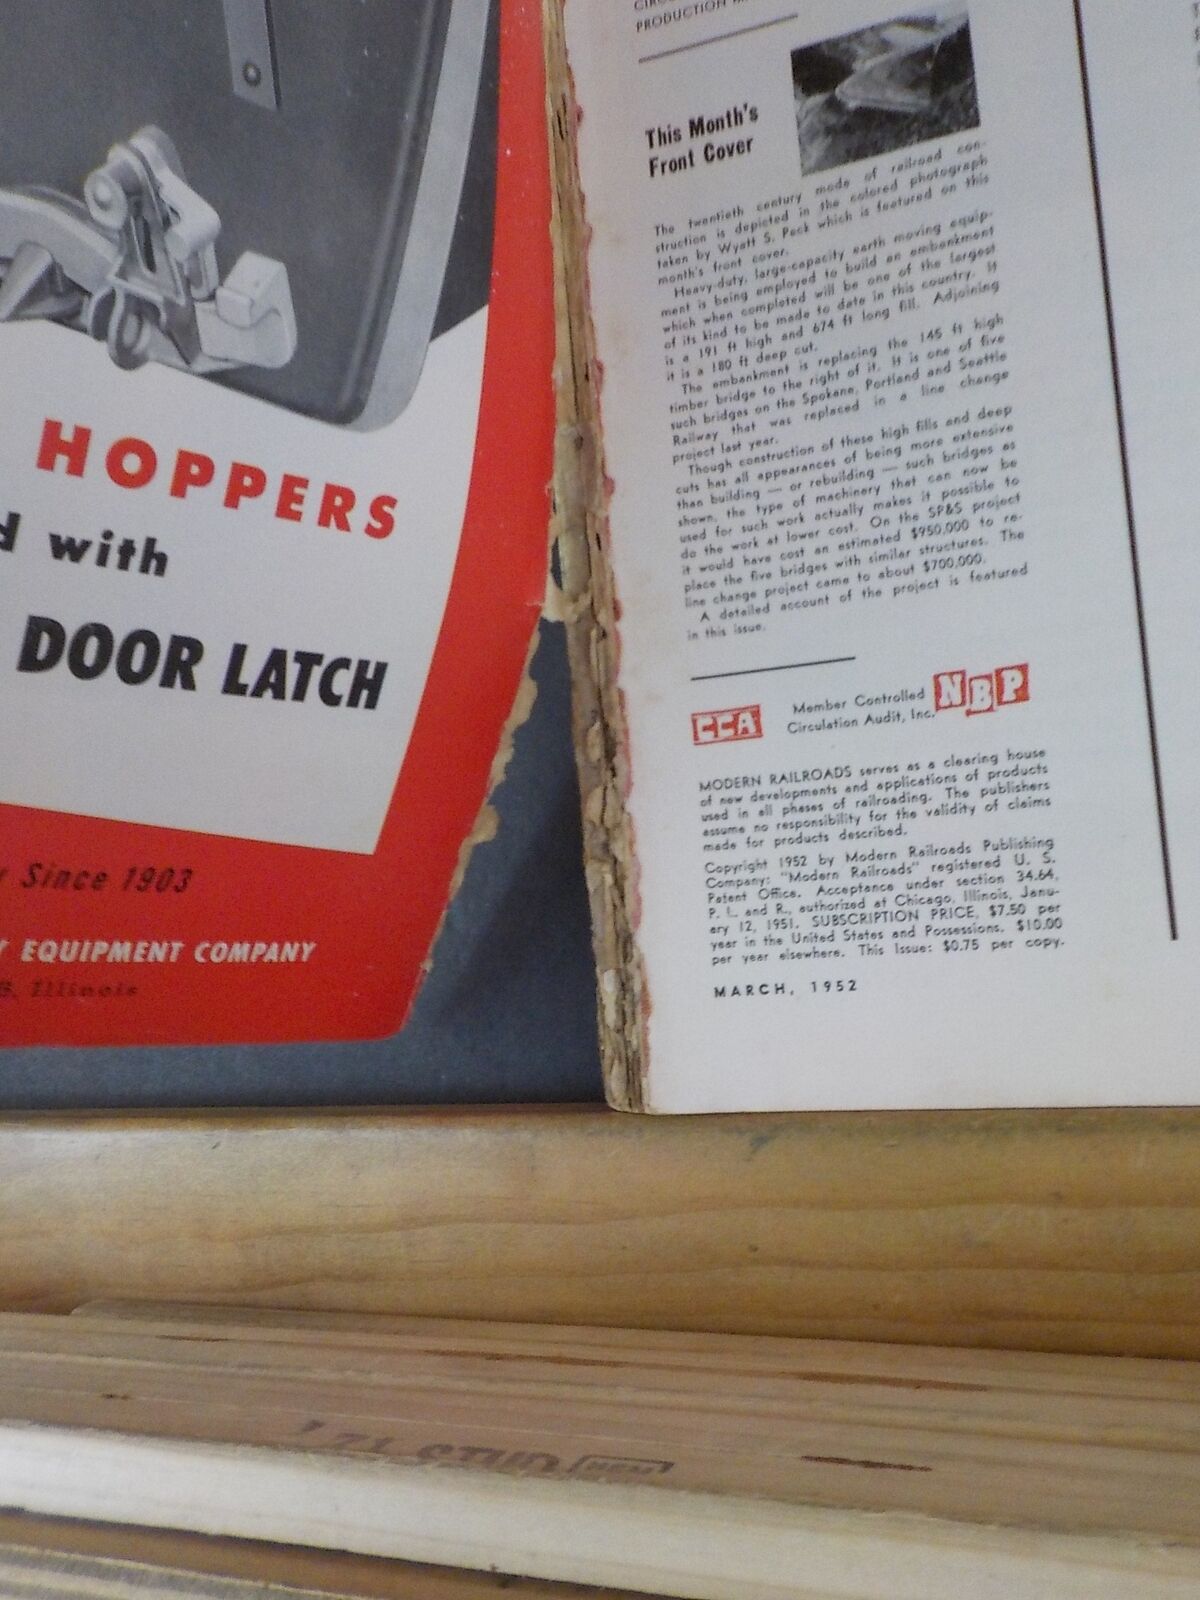 HOPPERS
with
DOOR LATCH
Since 1903
EQUIPMENT COMPANY
Illinois
PRODUCTION
This Month's
Front Cover
The twentieth century mode of railroad con-
struction is depicted in the colored photograph
taken by Wyatt S. Peck which is featured on this
month's front cover.
Heavy-duty, large-capacity earth moving equip-
ment is being employed to build an embankment
which when completed will be one of the largest
of its kind to be made to date in this country. It
is a 191 ft high and 674 ft long fill. Adjoining
it is a 180 ft deep cut.
The embankment is replacing the 145 ft high
timber bridge to the right of it. It is one of five
such bridges on the Spokane, Portland and Seattle
Railway that was replaced in a line change
project last year.
Though construction of these high fills and deep
cuts has all appearances of being more extensive
than building — or rebuilding — such bridges as
shown, the type of machinery that can now be
used for such work actually makes it possible to
do the work at lower cost. On the SP&S project
it would have cost an estimated $950,000 to re-
place the five bridges with similar structures. The
line change project came to about $700,000.
A detailed account of the project is featured
in this issue.
CCA
Member Controlled
Circulation Audit, Inc.
NBP
MODERN RAILROADS serves as a clearing house
of new developments and applications of products
used in all phases of railroading. The publishers
assume no responsibility for the validity of claims
made for products described.
Copyright 1952 by Modern Railroads Publishing
Company: "Modern Railroads" registered U. S.
Patent Office. Acceptance under section 34.64,
P. L. and R., authorized at Chicago, Illinois, Janu-
ary 12, 1951. SUBSCRIPTION PRICE, $7.50 per
year in the United States and Possessions, $10.00
per year elsewhere. This Issue: $0.75 per copy.
MARCH, 1952
STUD